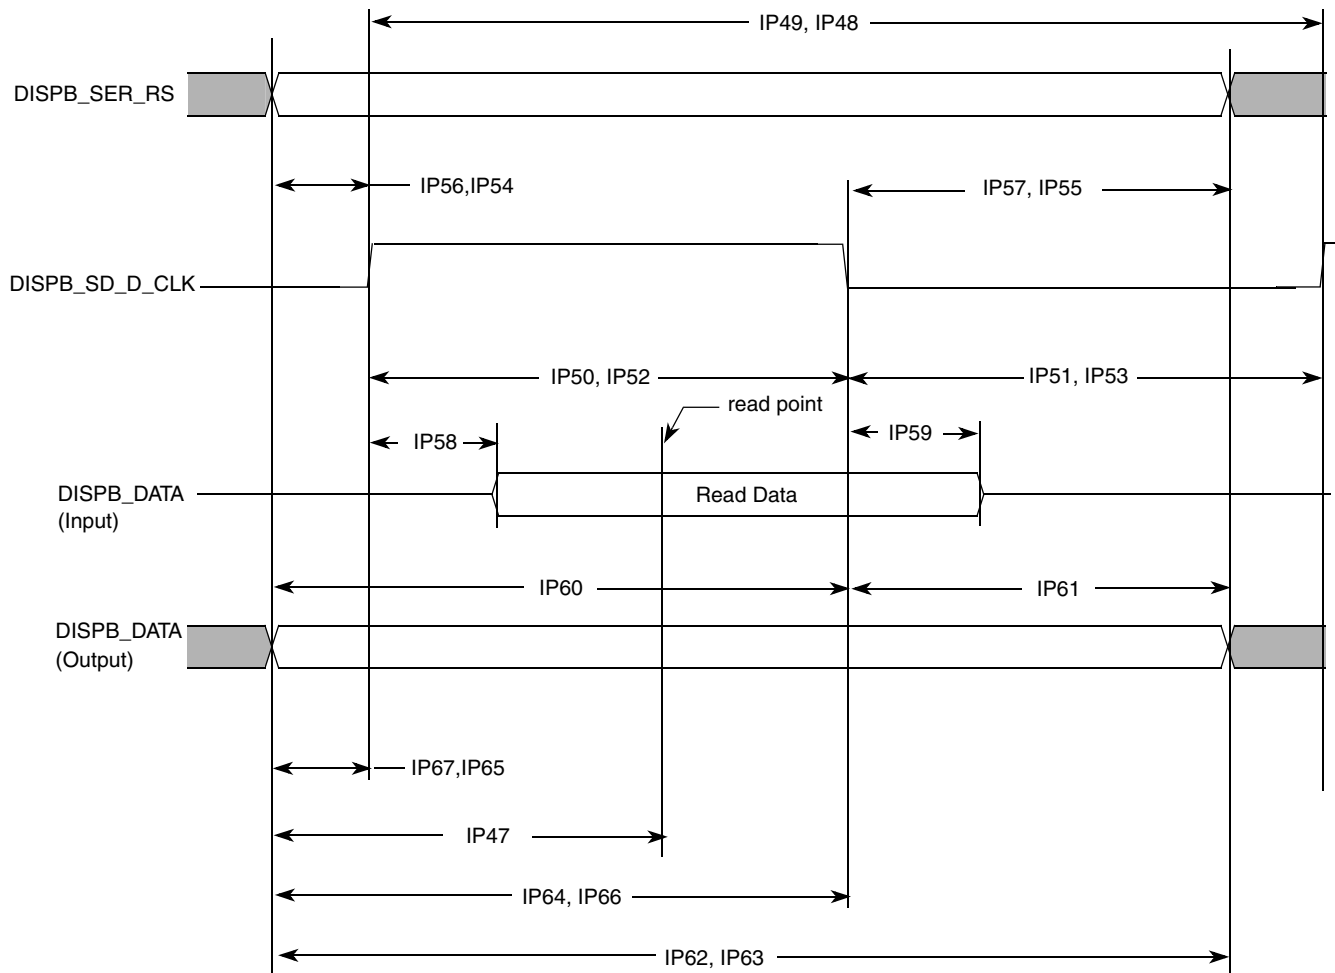 IP49, IP48
DISPB_SER_RS
IP56,IP54
IP57, IP55
DISPB_SD_D_CLK
IP50, IP52
IP51, IP53
read point
IP58
IP59
DISPB_DATA
(Input)
Read Data
IP60
IP61
DISPB_DATA
(Output)
IP67,IP65
IP47
IP64, IP66
IP62, IP63